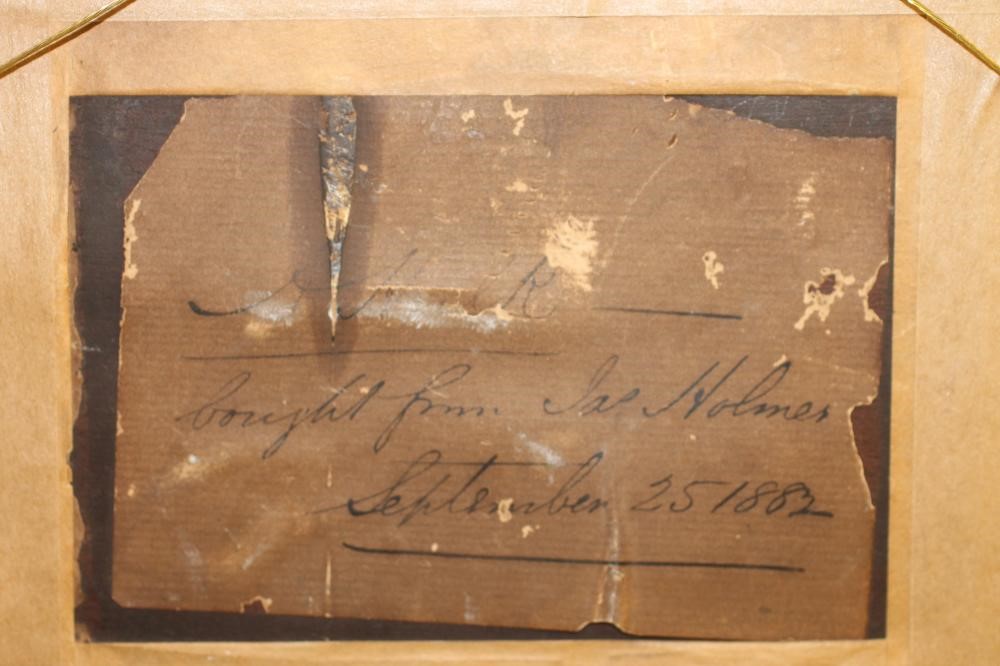 bought from Jas Holmes
September 25 1882